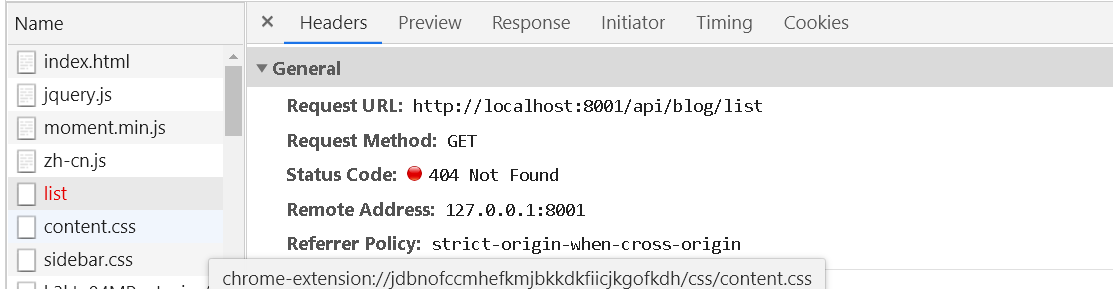 Name
× Headers Preview Response Initiator Timing Cookies
index.html
jquery.js
moment.min.js
zh-cn.js
list
content.css
sidebar.css
▼ General
Request URL: http://localhost:8001/api/blog/list
Request Method: GET
Status Code: 404 Not Found
Remote Address: 127.0.0.1:8001
Referrer Policy: strict-origin-when-cross-origin
chrome-extension://jdbnofccmhefkmjbkkdkfiicjkgofkdh/css/content.css